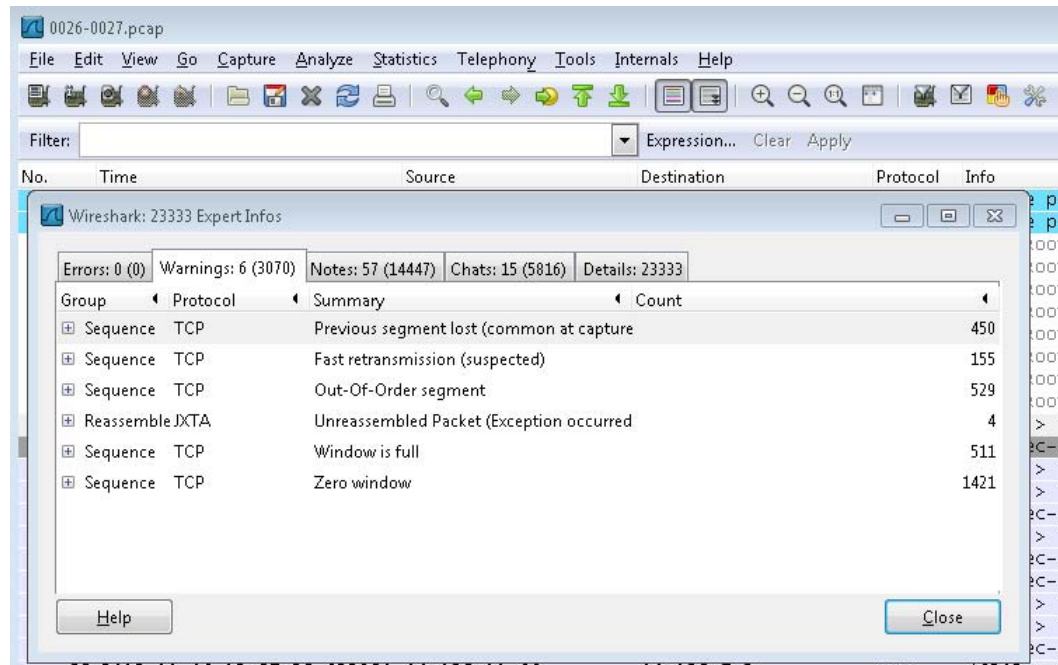 0026-0027.pcap
File Edit View Go Capture Analyze Statistics Telephony Tools Internals Help
Filter: Expression... Clear Apply
No. Time Source Destination Protocol Info
Wireshark: 23333 Expert Infos
Errors: 0 (0) Warnings: 6 (3070) Notes: 57 (14447) Chats: 15 (5816) Details: 23333
Group Protocol Summary Count
Sequence TCP Previous segment lost (common at capture 450
Sequence TCP Fast retransmission (suspected) 155
Sequence TCP Out-Of-Order segment 529
Reassemble JXTA Unreassembled Packet (Exception occurred 4
Sequence TCP Window is full 511
Sequence TCP Zero window 1421
Help Close